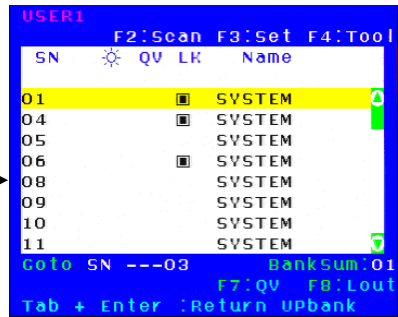 USER1
F2:Scan F3:Set F4:Tool
SN QV LK Name
01 SYSTEM
04 SYSTEM
05 SYSTEM
06 SYSTEM
08 SYSTEM
09 SYSTEM
10 SYSTEM
11 SYSTEM
Goto SN ---03 BankSum:01
F7:QV F8:Lout
Tab + Enter :Return UPbank